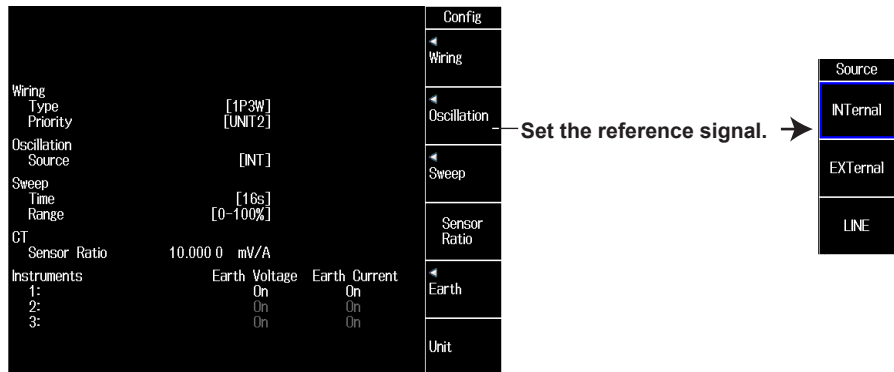 Config
Wiring
Wiring
Type [1P3W]
Priority [UNIT2]
Oscillation
Oscillation
Source [INT]
Sweep
Sweep
Time [16s]
Range [0-100%]
Sensor
Ratio
CT
Sensor Ratio 10.000 0 mV/A
Instruments Earth Voltage Earth Current
1: On On
2: On On
3: On On
Earth
Unit
Set the reference signal.
Source
INTernal
EXTernal
LINE